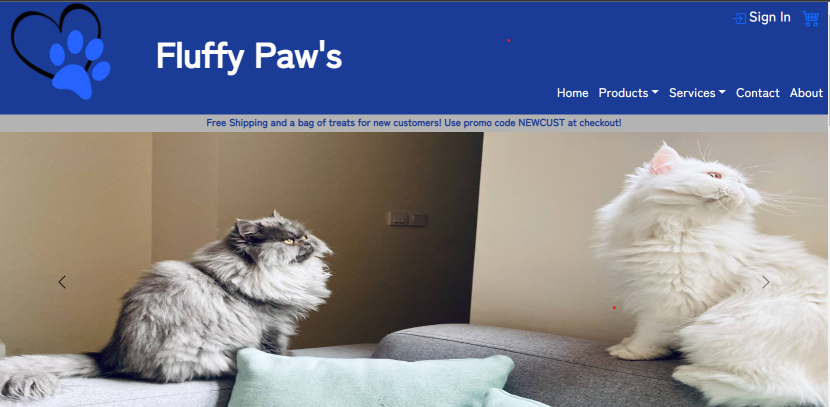 Sign In
Fluffy Paw's
Home Products Services Contact About
Free Shipping and a bag of treats for new customers! Use promo code NEWCUST at checkout!